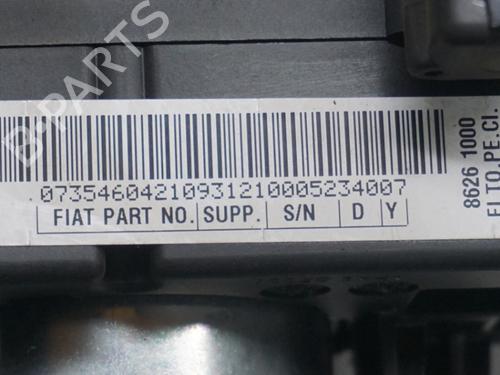 B-PARTS
07354604210931210005234007
FIAT PART NO. SUPP. S/N D Y
8626 1000
FI TO. PE. CI.